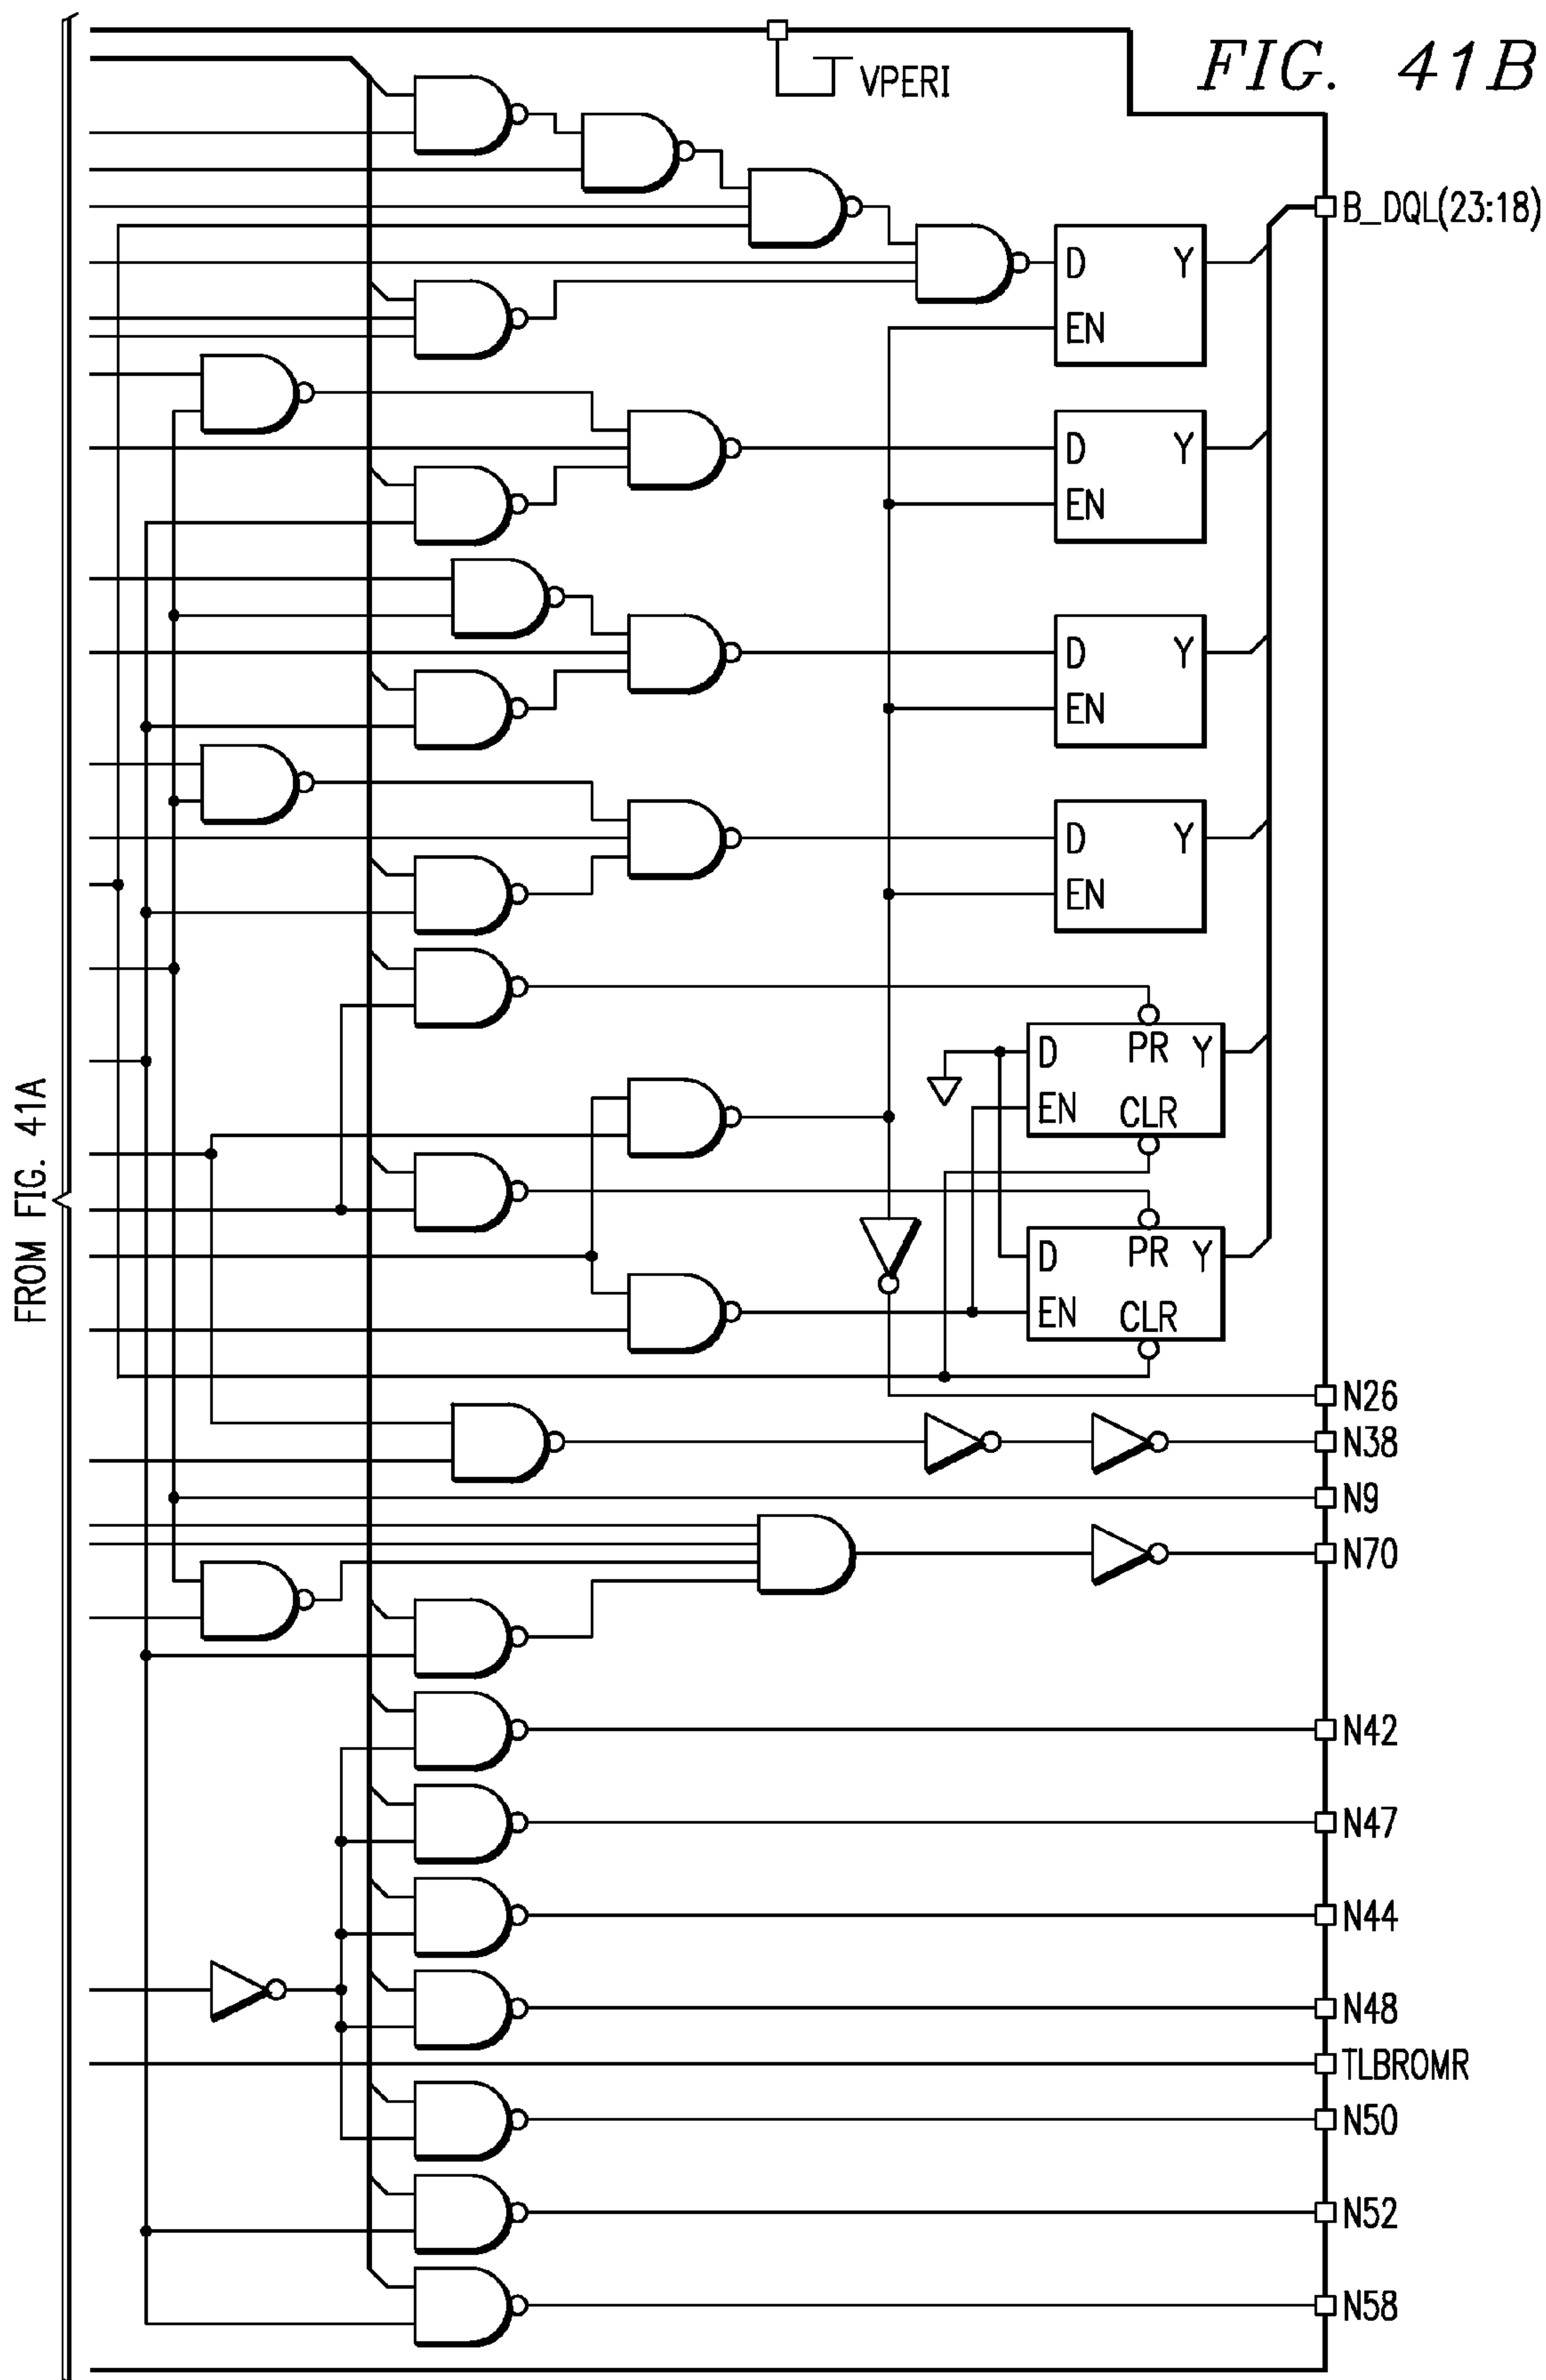 FIG. 41B
VPERI
B_DQL(23:18)
D Y
EN
D Y
EN
D Y
EN
D Y
EN
D PR Y
EN CLR
D PR Y
EN CLR
FROM FIG. 41A
N26
N38
N9
N70
N42
N47
N44
N48
TLBROMR
N50
N52
N58